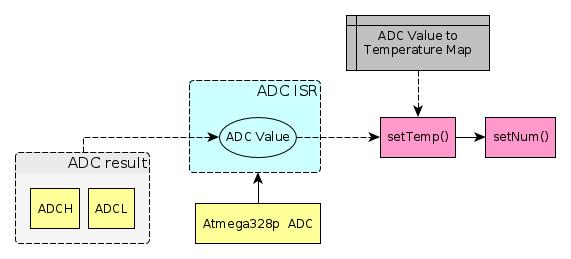 ADC Value to
Temperature Map
ADC ISR
ADC Value
setTemp()
setNum()
ADC result
ADCH
ADCL
Atmega328p ADC